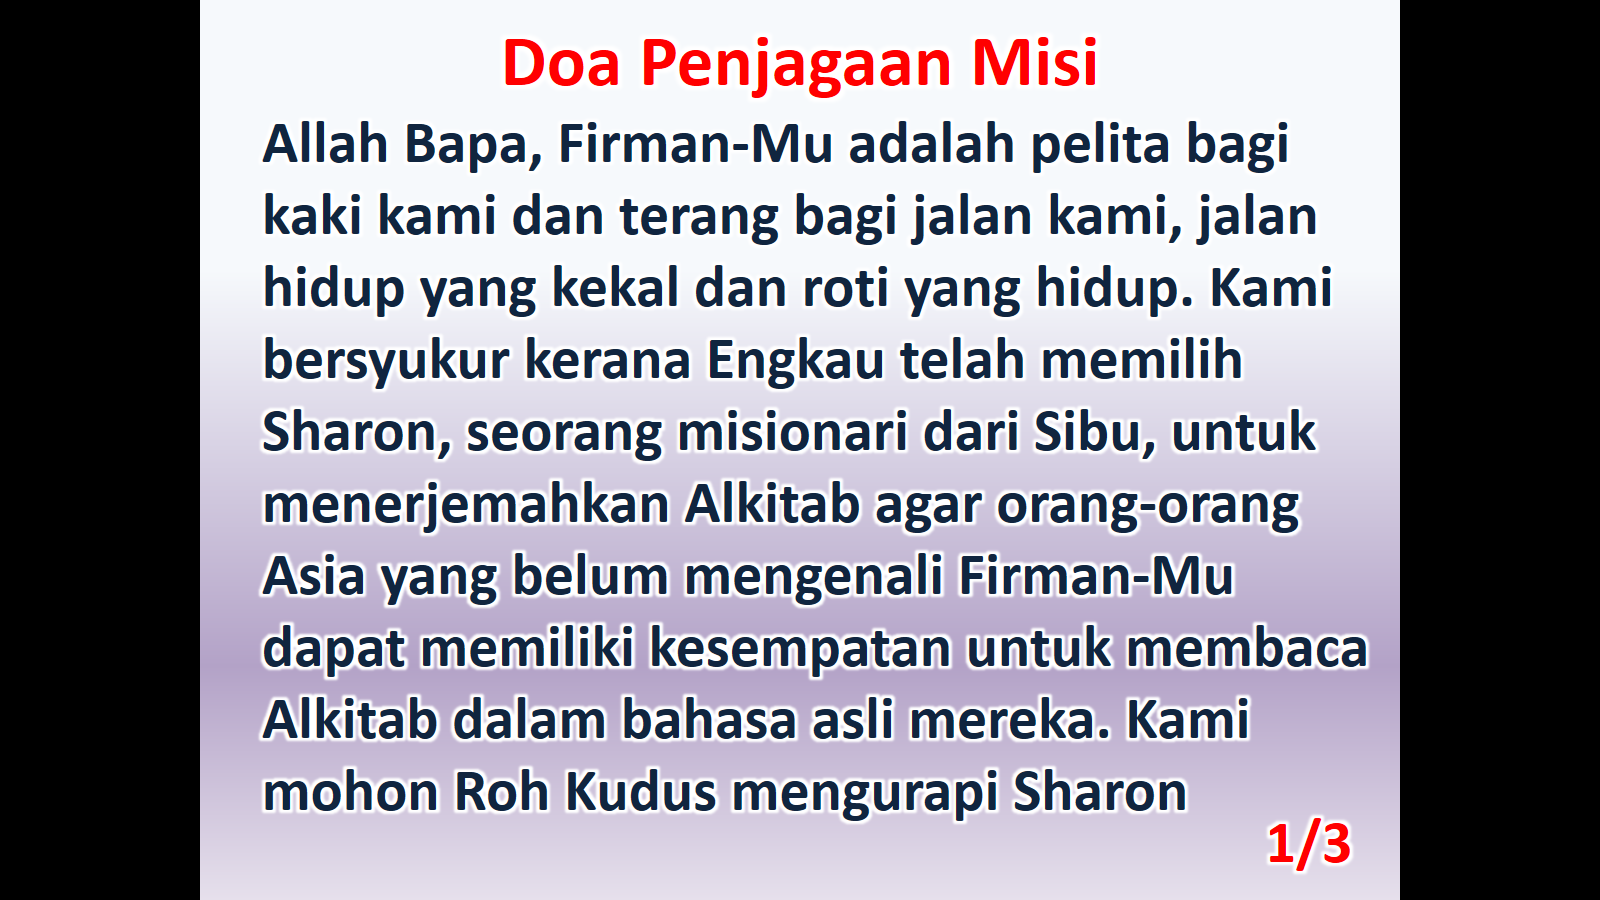 Doa Penjagaan Misi
Allah Bapa, Firman-Mu adalah pelita bagi
kaki kami dan terang bagi jalan kami, jalan
hidup yang kekal dan roti yang hidup. Kami
bersyukur kerana Engkau telah memilih
Sharon, seorang misionari dari Sibu, untuk
menerjemahkan Alkitab agar orang-orang
Asia yang belum mengenali Firman-Mu
dapat memiliki kesempatan untuk membaca
Alkitab dalam bahasa asli mereka. Kami
mohon Roh Kudus mengurapi Sharon
1/3